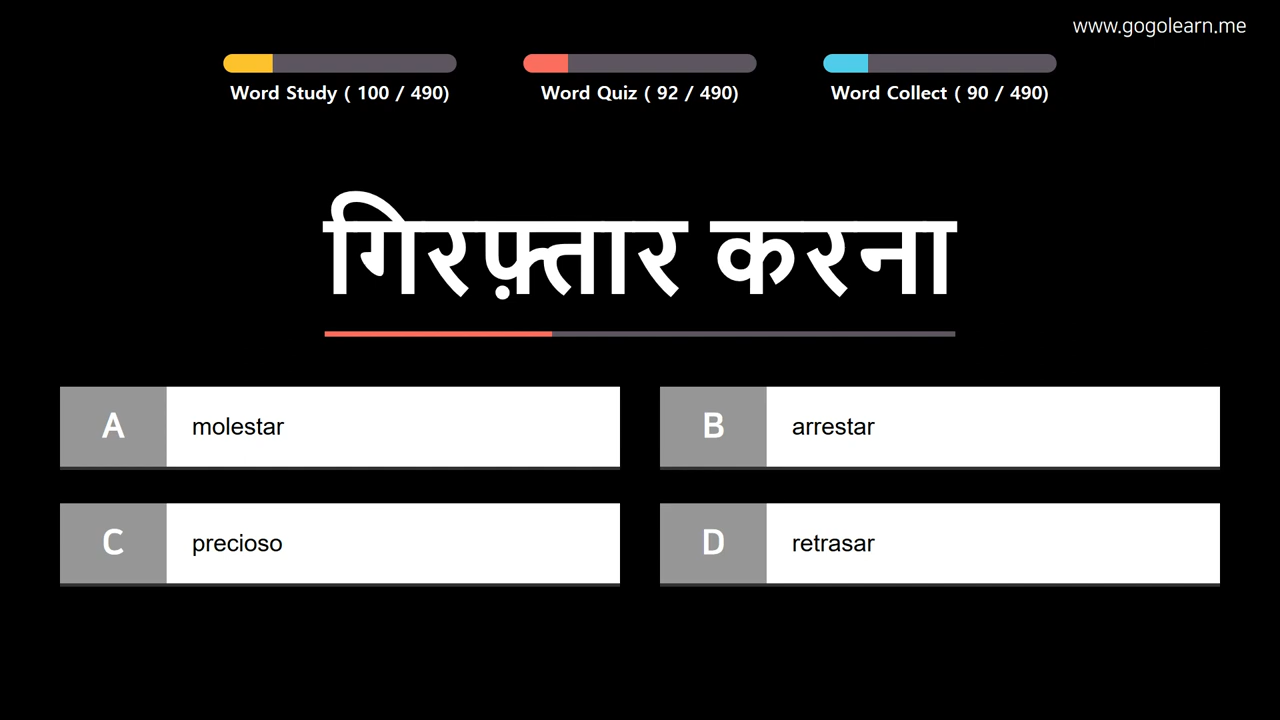 www.gogolearn.me
Word Study ( 100 / 490)
Word Quiz ( 92 / 490)
Word Collect ( 90 / 490)
गिरफ़्तार करना
A
molestar
B
arrestar
C
precioso
D
retrasar